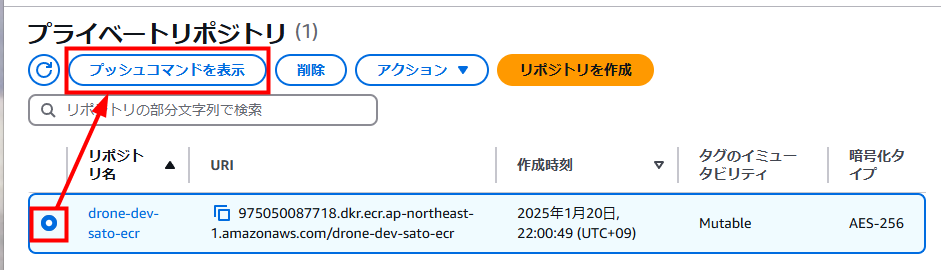 プライベートリポジトリ (1)
プッシュコマンドを表示 削除 アクション リポジトリを作成
リポジトリの部分文字列で検索
リポジト URI 作成時刻 タグのイミュー 暗号化タ
リ名 タビリティ イプ
drone-dev- 975050087718.dkr.ecr.ap-northeast- 2025年1月20日, Mutable AES-256
sato-ecr 1.amazonaws.com/drone-dev-sato-ecr 22:00:49 (UTC+09)